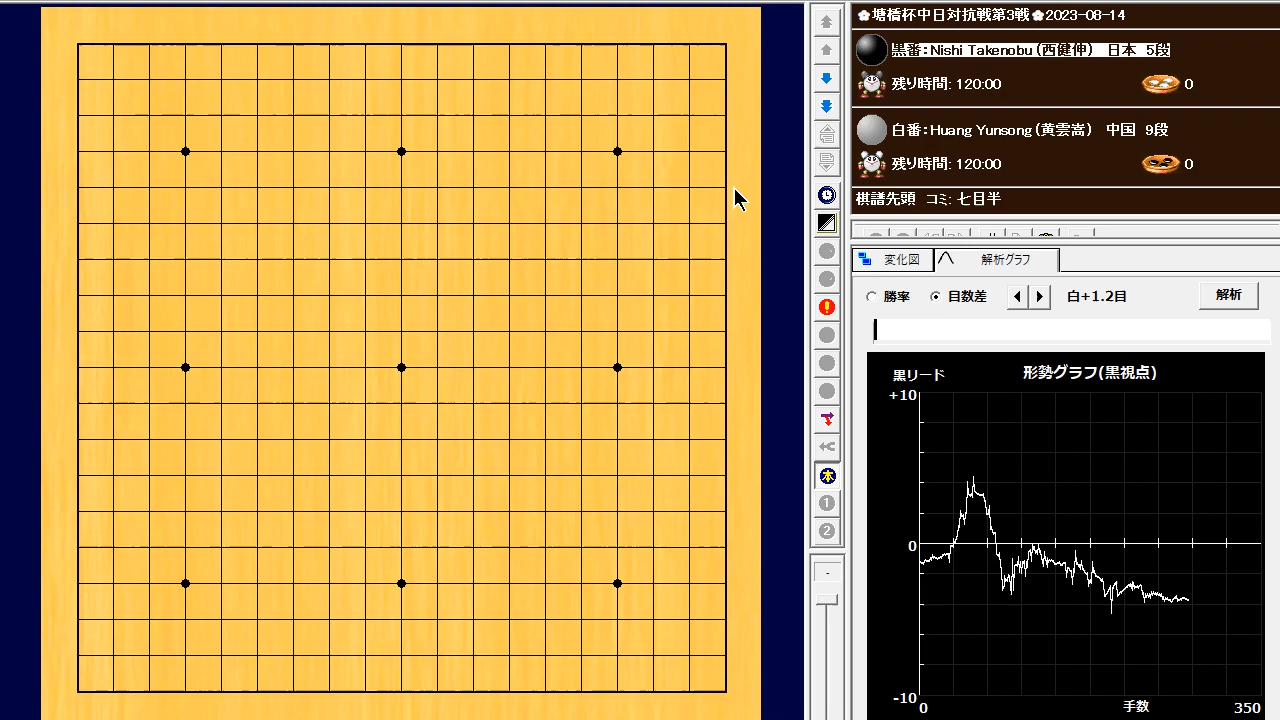 塘橋杯中日対抗戦第3戦 2023-03-14
黒番：Nishi Takenobu (西健伸)　日本　5段
残り時間: 120:00
0
白番：Huang Yunsong (黄雲嵩)　中国　9段
残り時間: 120:00
0
棋譜先頭　コミ: 七目半
変化図
解析グラフ
勝率
目数差
白+1.2目
解析
黒リード
形勢グラフ(黒視点)
+10
0
-10
0
手数
350
1
2
-